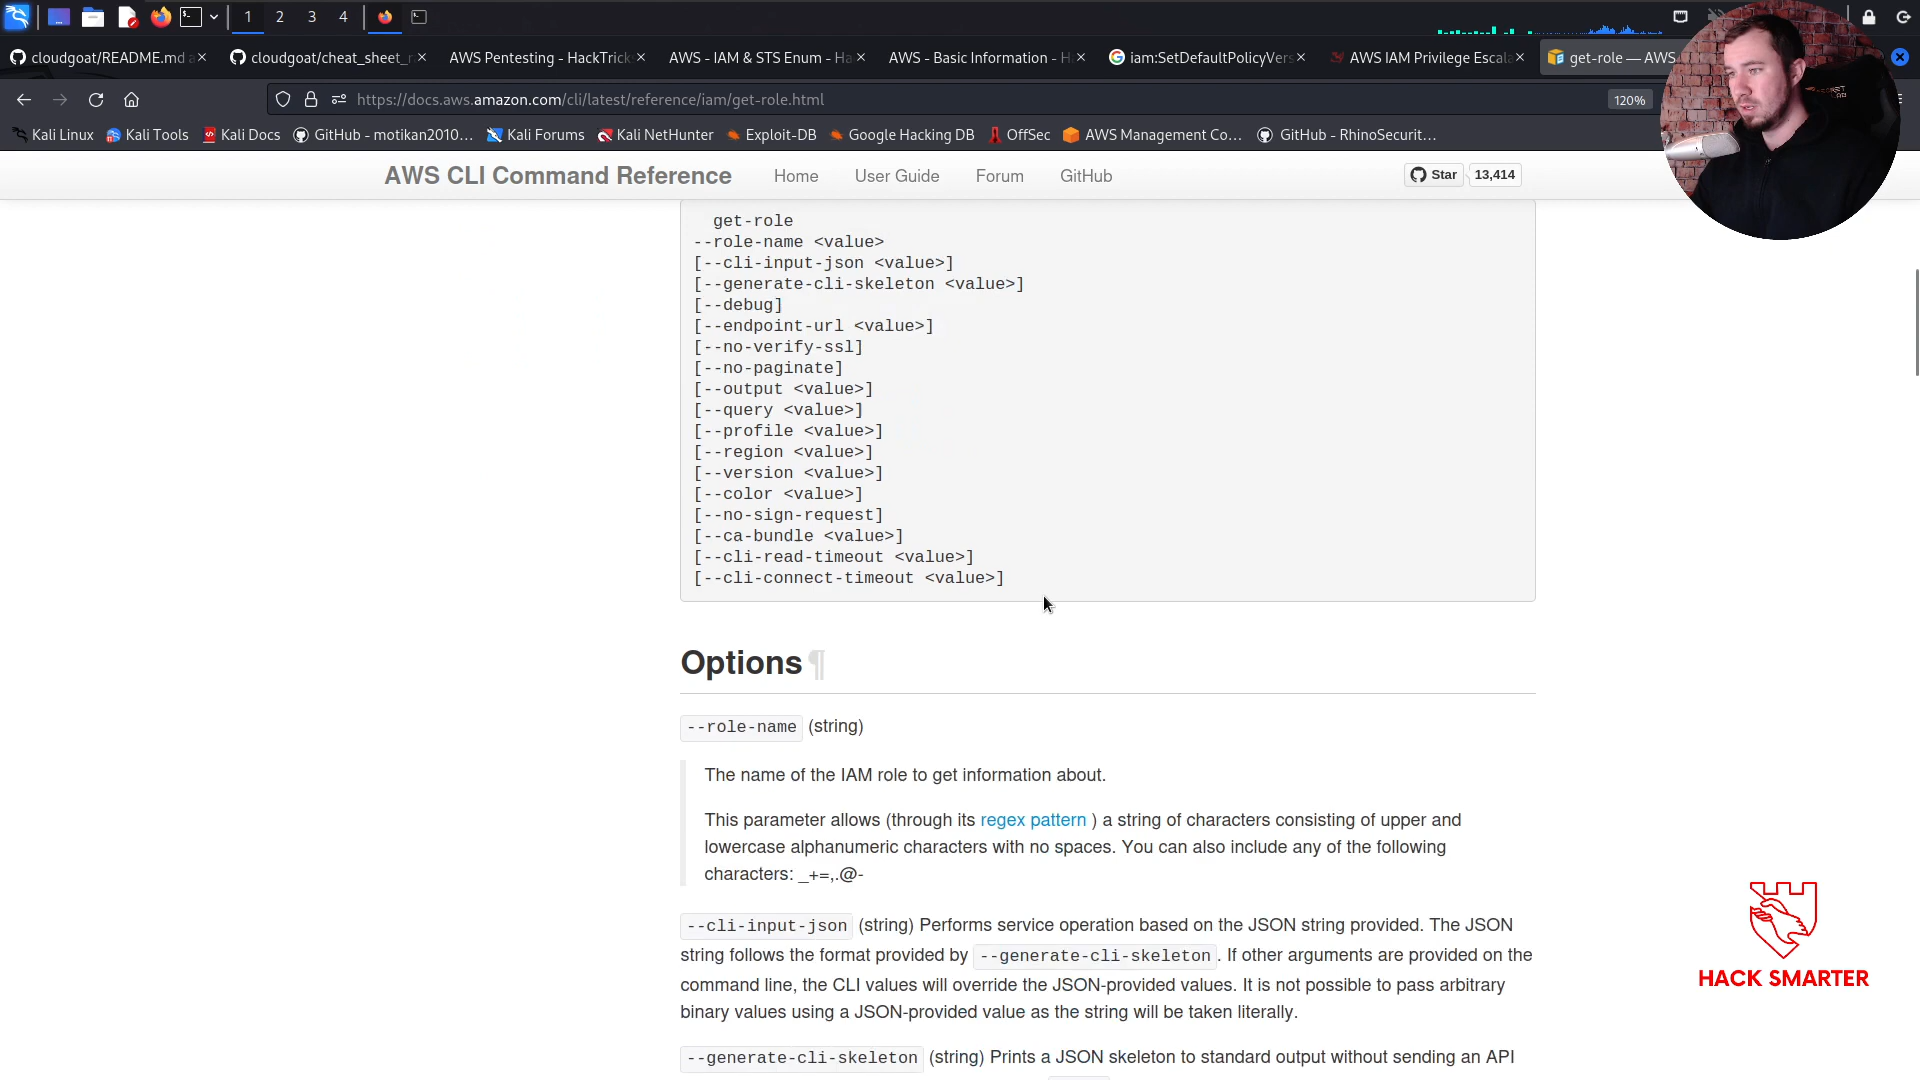 1 2 3 4
cloudgoat/README.md a
cloudgoat/cheat_sheet_r
AWS Pentesting - HackTrick
AWS - IAM & STS Enum - Ha
AWS - Basic Information - H
iam:SetDefaultPolicyVers
AWS IAM Privilege Escala
get-role — AWS
https://docs.aws.amazon.com/cli/latest/reference/iam/get-role.html
120%
Kali Linux
Kali Tools
Kali Docs
GitHub - motikan2010...
Kali Forums
Kali NetHunter
Exploit-DB
Google Hacking DB
OffSec
AWS Management Co...
GitHub - RhinoSecurit...
AWS CLI Command Reference
Home
User Guide
Forum
GitHub
Star
13,414
get-role
--role-name <value>
[--cli-input-json <value>]
[--generate-cli-skeleton <value>]
[--debug]
[--endpoint-url <value>]
[--no-verify-ssl]
[--no-paginate]
[--output <value>]
[--query <value>]
[--profile <value>]
[--region <value>]
[--version <value>]
[--color <value>]
[--no-sign-request]
[--ca-bundle <value>]
[--cli-read-timeout <value>]
[--cli-connect-timeout <value>]
Options ¶
--role-name (string)
The name of the IAM role to get information about.
This parameter allows (through its regex pattern ) a string of characters consisting of upper and
lowercase alphanumeric characters with no spaces. You can also include any of the following
characters: _+=,.@-
--cli-input-json (string) Performs service operation based on the JSON string provided. The JSON
string follows the format provided by --generate-cli-skeleton. If other arguments are provided on the
command line, the CLI values will override the JSON-provided values. It is not possible to pass arbitrary
binary values using a JSON-provided value as the string will be taken literally.
--generate-cli-skeleton (string) Prints a JSON skeleton to standard output without sending an API
HACK SMARTER